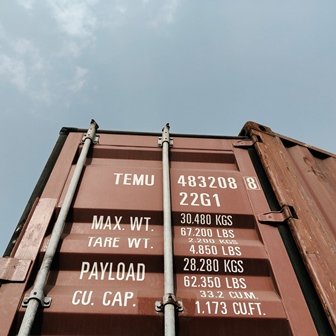 TEMU 483208 8
22G1
MAX. WT. 30.480 KGS
67.200 LBS
TARE WT. 2.200 KGS
4.850 LBS
PAYLOAD 28.280 KGS
62.350 LBS
CU. CAP. 33.2 CU.M.
1.173 CU.FT.